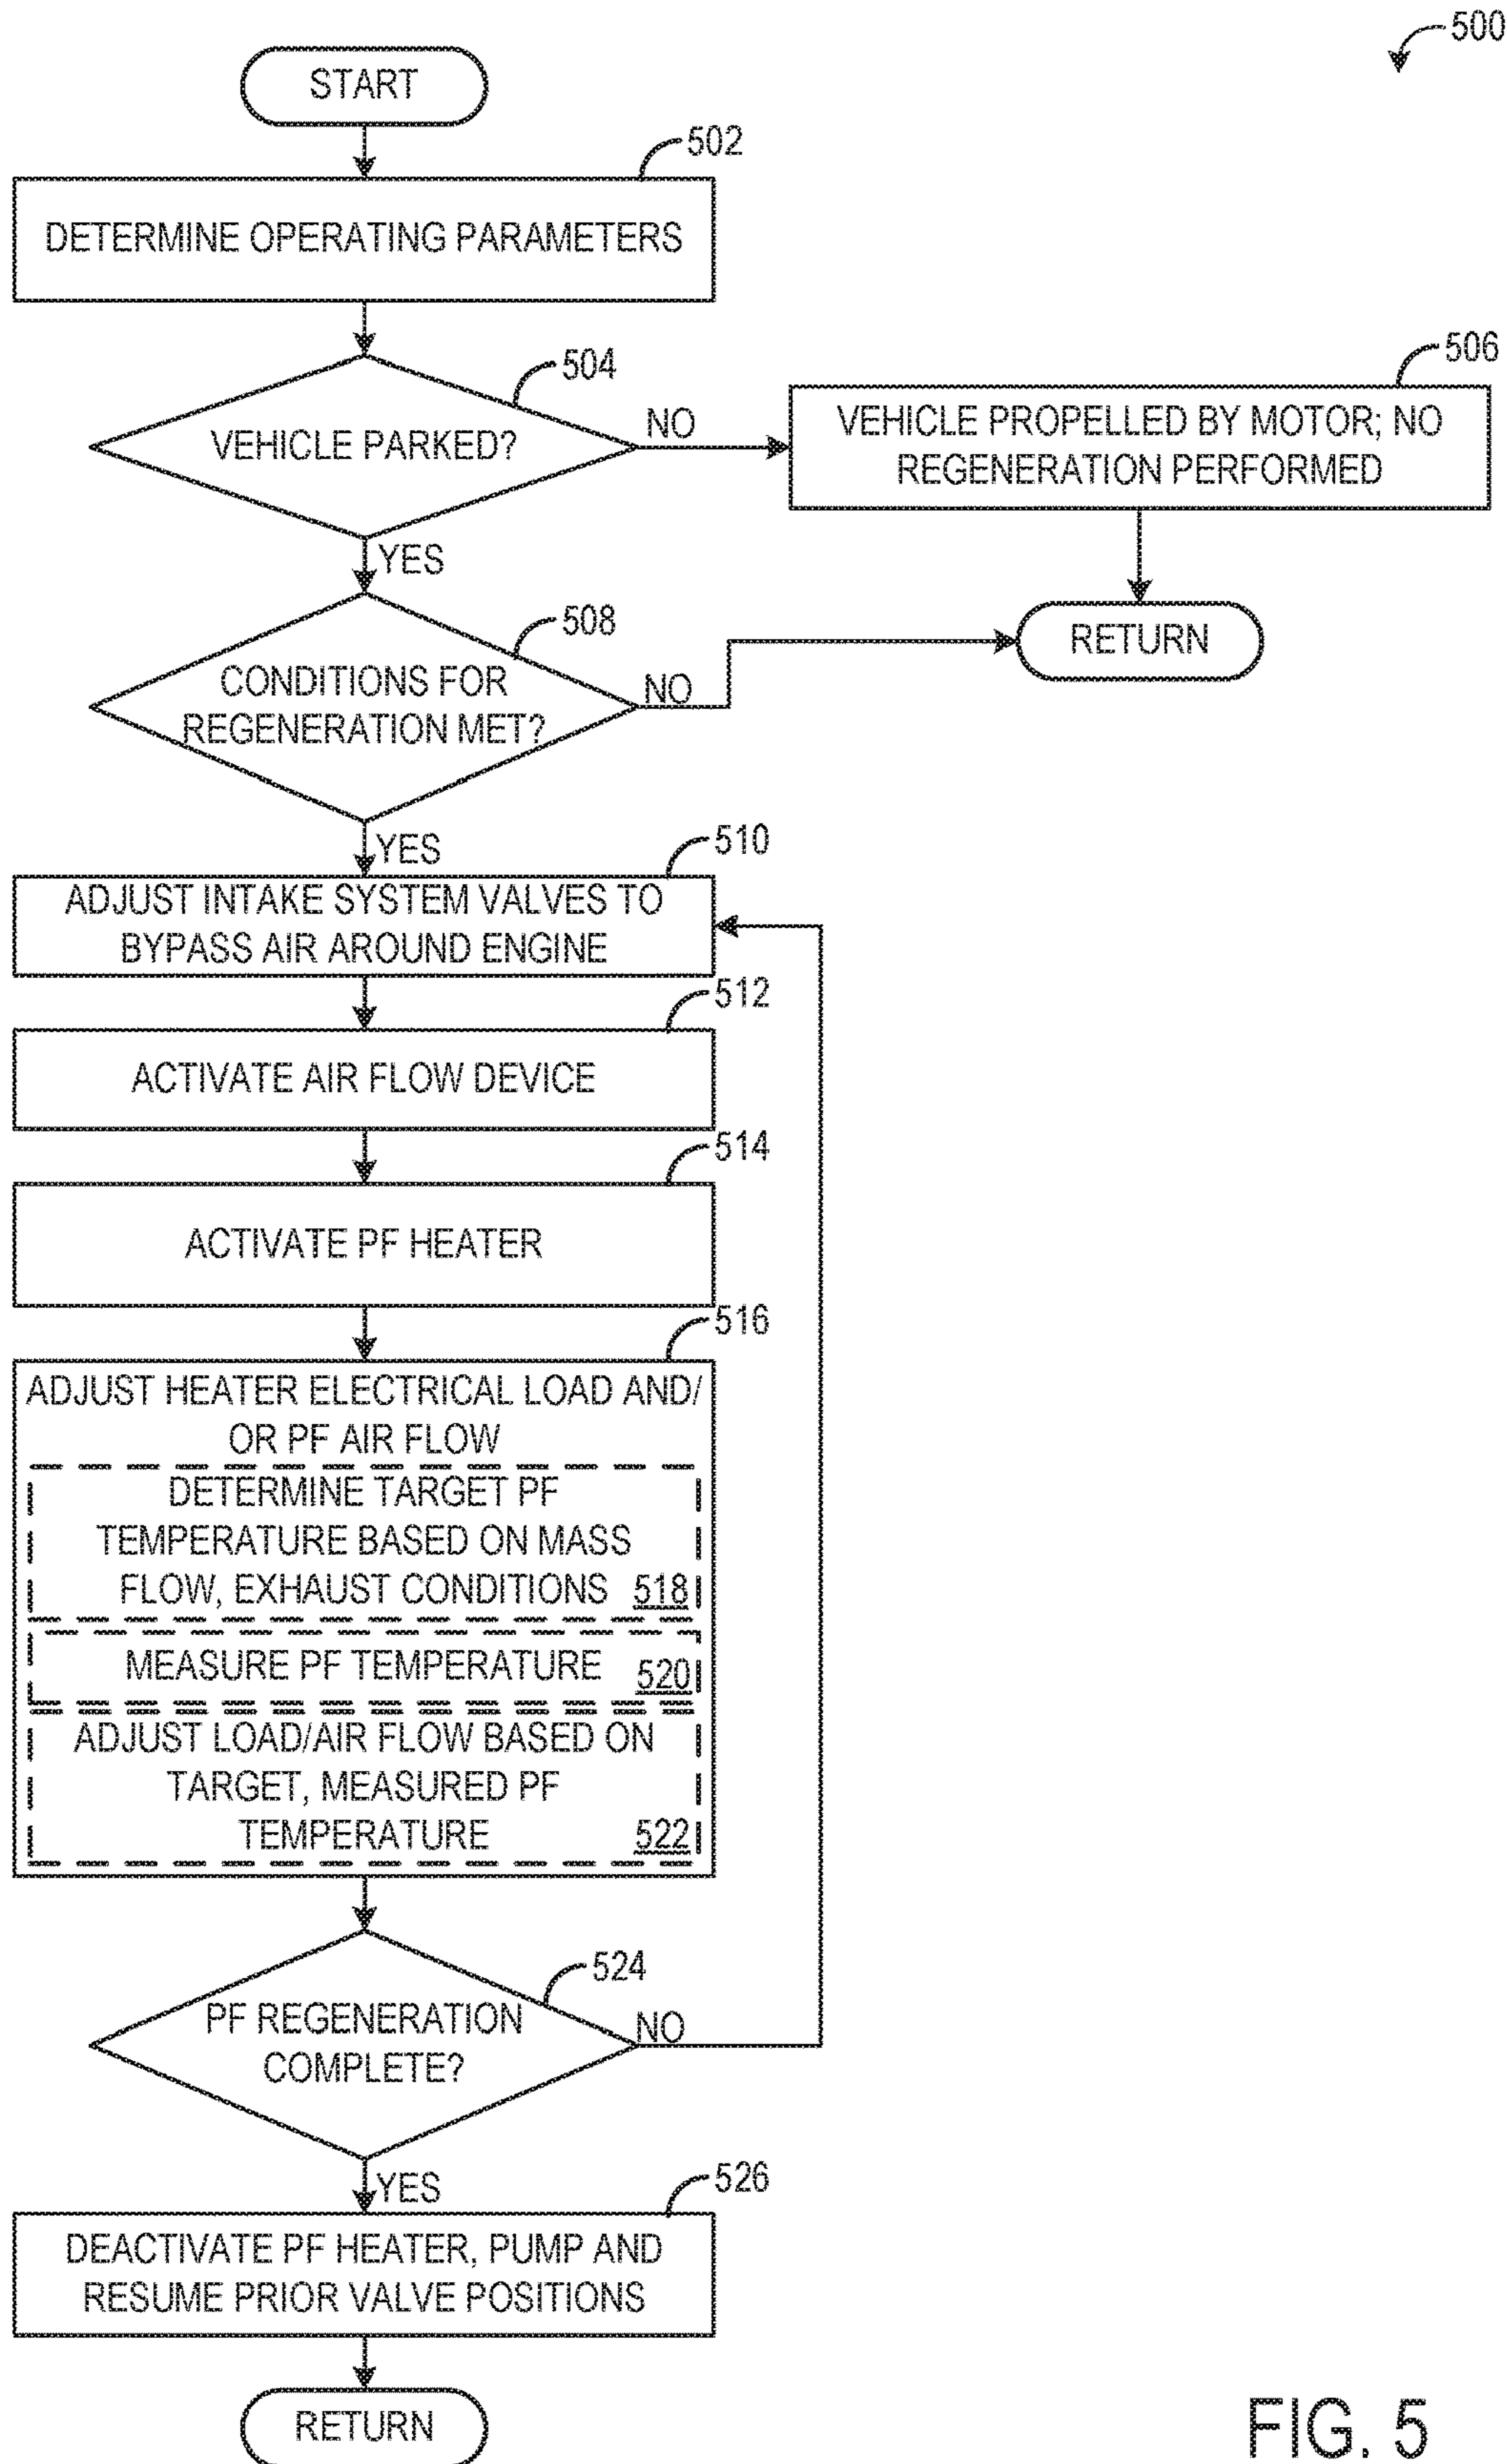 500
START
502
DETERMINE OPERATING PARAMETERS
504
VEHICLE PARKED?
NO
506
VEHICLE PROPELLED BY MOTOR; NO
REGENERATION PERFORMED
YES
RETURN
508
CONDITIONS FOR
REGENERATION MET?
NO
YES
510
ADJUST INTAKE SYSTEM VALVES TO
BYPASS AIR AROUND ENGINE
512
ACTIVATE AIR FLOW DEVICE
514
ACTIVATE PF HEATER
516
ADJUST HEATER ELECTRICAL LOAD AND/
OR PF AIR FLOW
DETERMINE TARGET PF
TEMPERATURE BASED ON MASS
FLOW, EXHAUST CONDITIONS 518
MEASURE PF TEMPERATURE 520
ADJUST LOAD/AIR FLOW BASED ON
TARGET, MEASURED PF
TEMPERATURE 522
524
PF REGENERATION
COMPLETE?
NO
YES
526
DEACTIVATE PF HEATER, PUMP AND
RESUME PRIOR VALVE POSITIONS
RETURN
FIG. 5